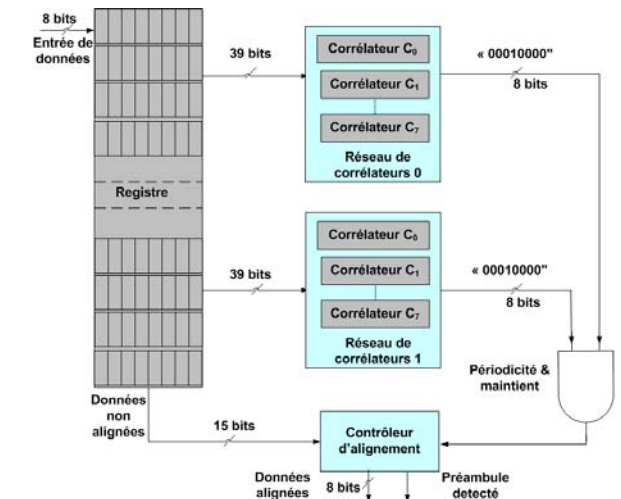 8 bits
Entrée de
données
39 bits
Corrélateur C0
Corrélateur C1
Corrélateur C7
Réseau de
corrélateurs 0
« 00010000"
8 bits
Registre
39 bits
Corrélateur C0
Corrélateur C1
Corrélateur C7
Réseau de
corrélateurs 1
« 00010000"
8 bits
Périodicité &
maintient
Données
non
alignées
15 bits
Contrôleur
d'alignement
Données
alignées
8 bits
Préambule
detecté